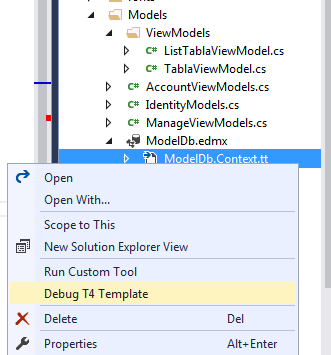 Models
ViewModels
C# ListTablaViewModel.cs
C# TablaViewModel.cs
C# AccountViewModels.cs
C# IdentityModels.cs
C# ManageViewModels.cs
ModelDb.edmx
ModelDb.Context.tt
Open
Open With...
Scope to This
New Solution Explorer View
Run Custom Tool
Debug T4 Template
Delete Del
Properties Alt+Enter